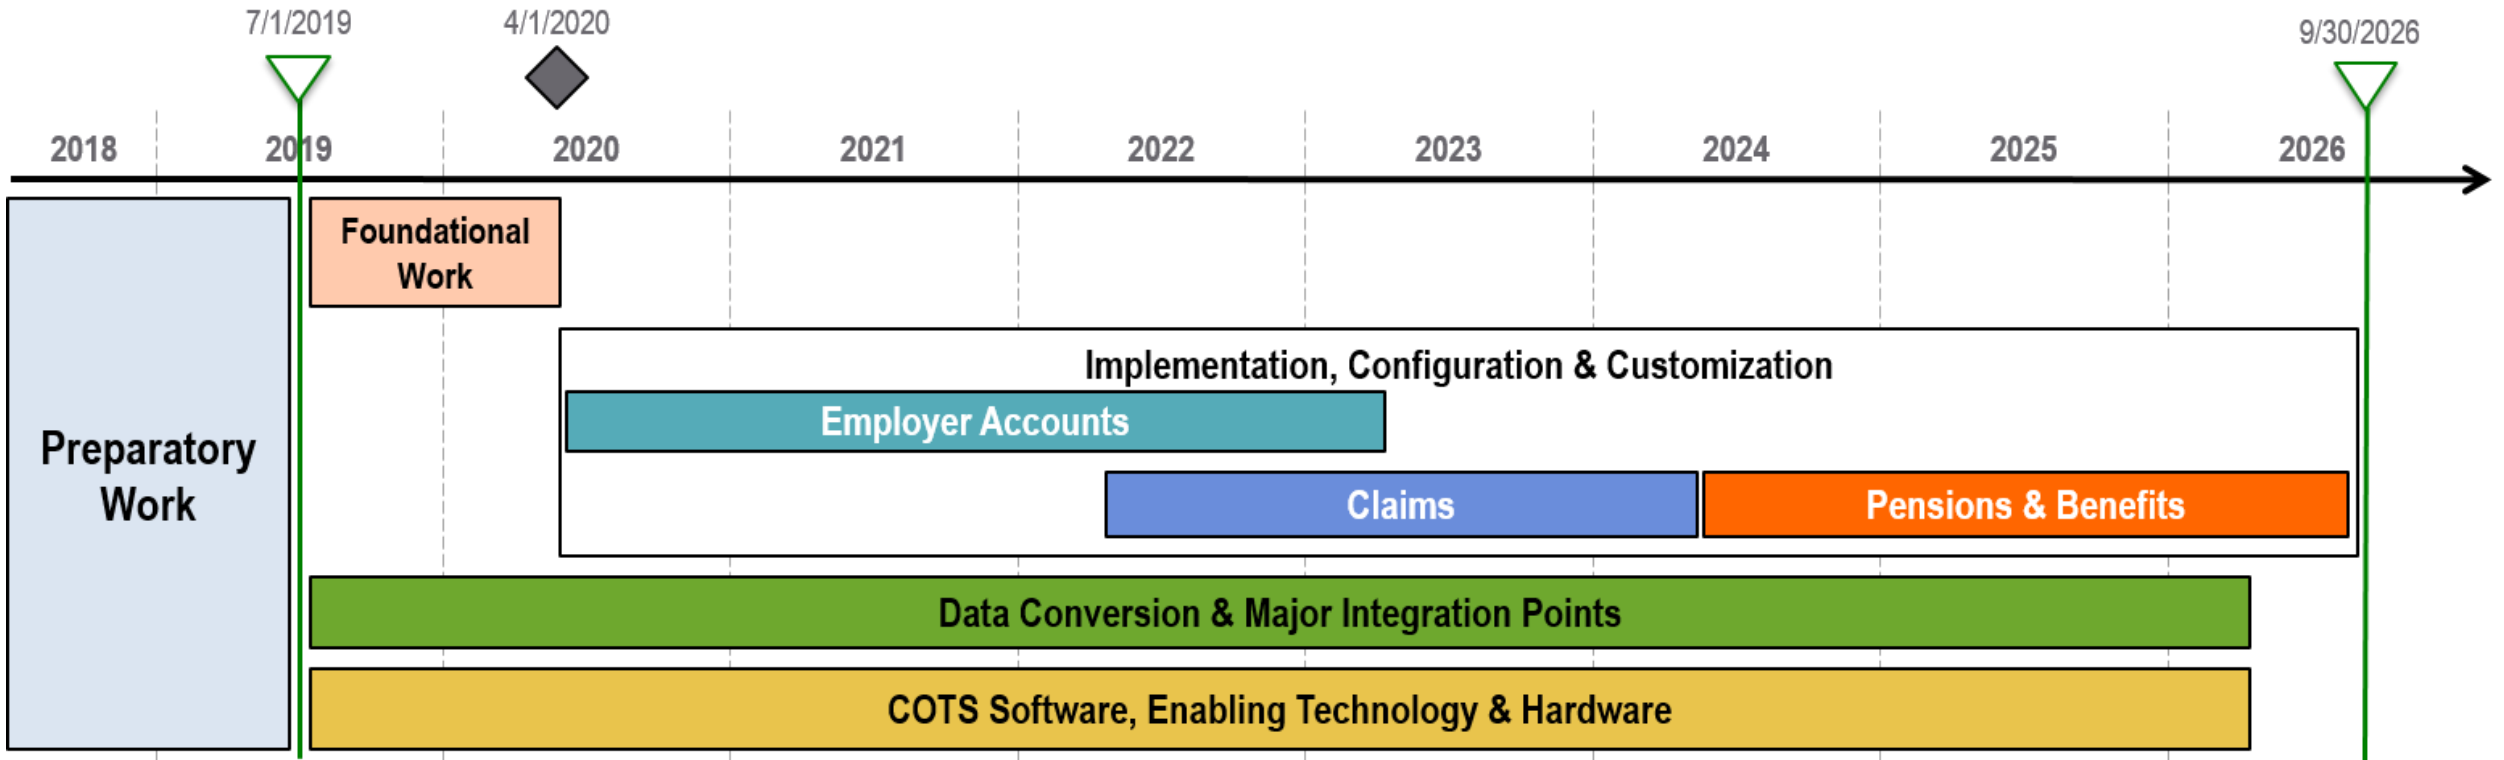 7/1/2019
4/1/2020
9/30/2026
2018
2019
2020
2021
2022
2023
2024
2025
2026
Foundational
Work
Preparatory
Work
Implementation, Configuration & Customization
Employer Accounts
Claims
Pensions & Benefits
Data Conversion & Major Integration Points
COTS Software, Enabling Technology & Hardware